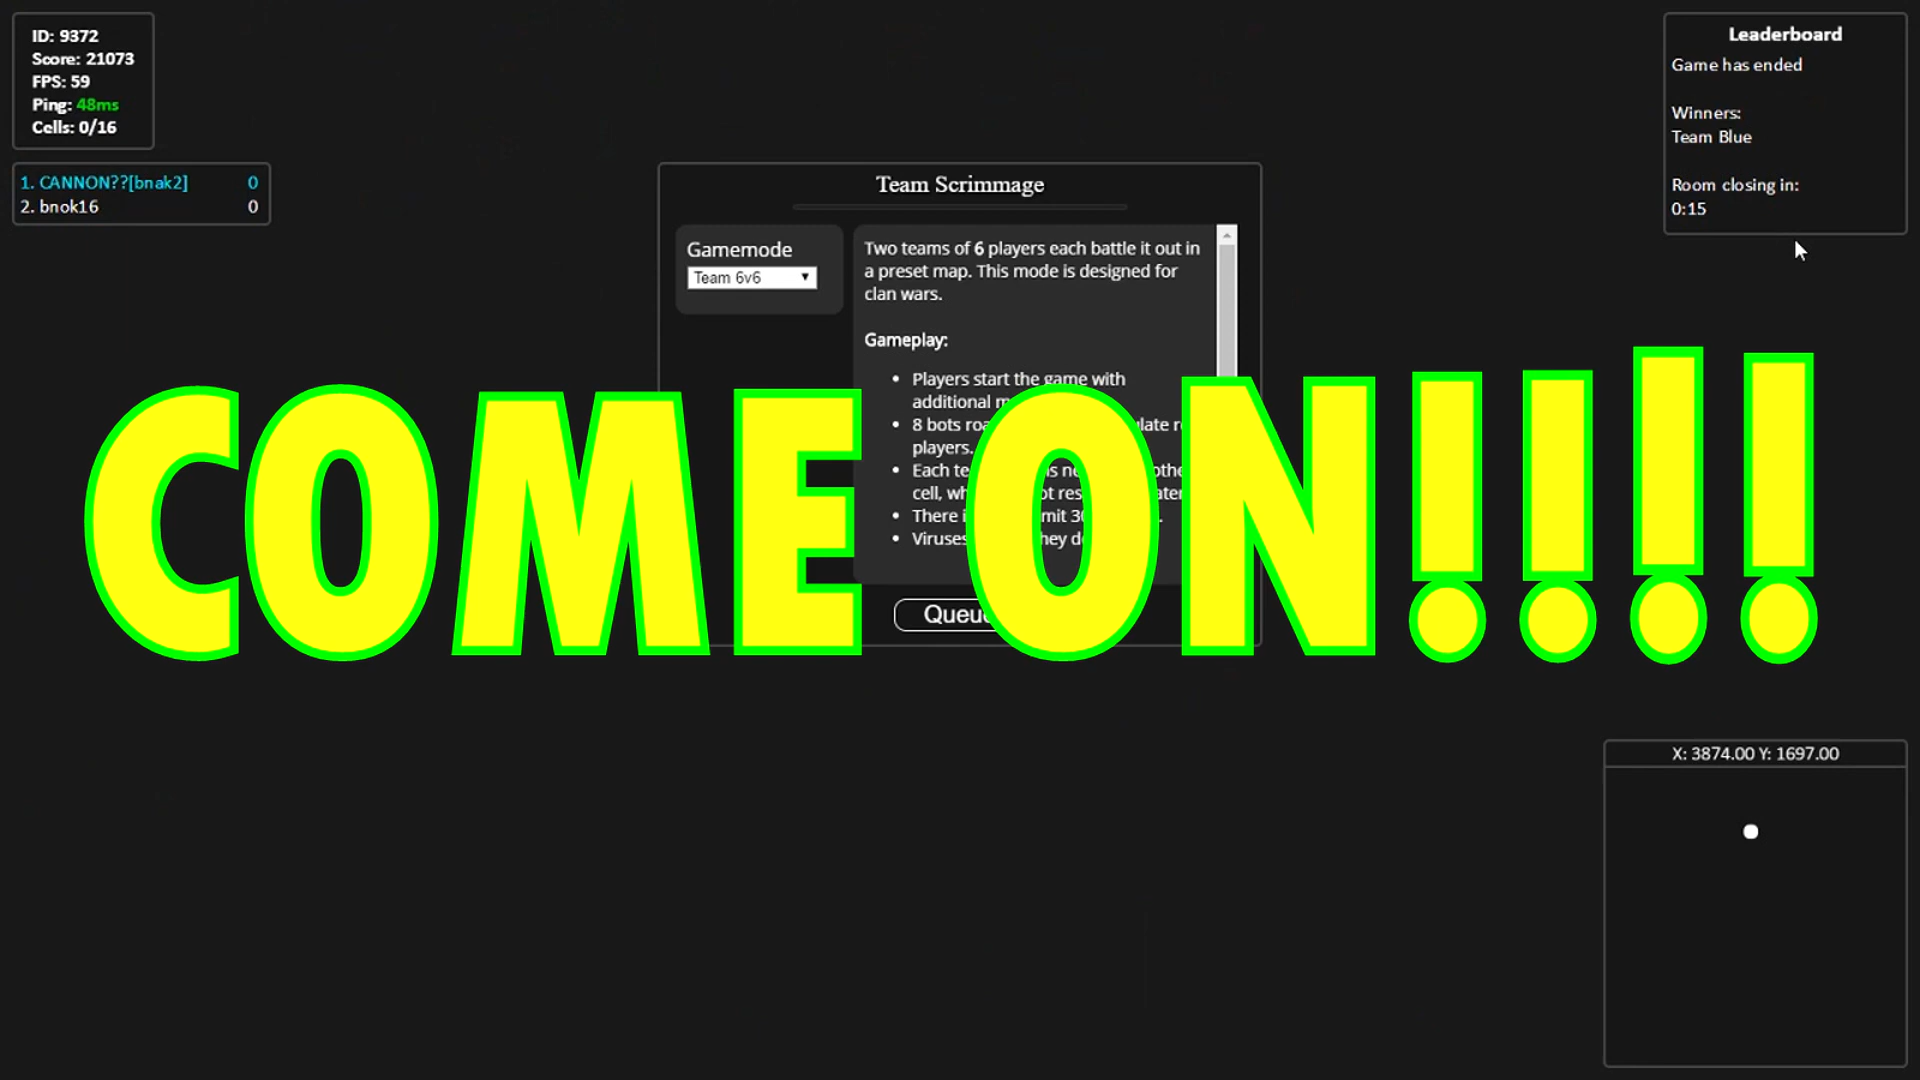 ID: 9372
Score: 21073
FPS: 59
Ping: 48ms
Cells: 0/16
1. CANNON??[bnak2] 0
2. bnok16 0
Leaderboard
Game has ended
Winners:
Team Blue
Room closing in:
0:15
Team Scrimmage
Gamemode
Team 6v6
Two teams of 6 players each battle it out in
a preset map. This mode is designed for
clan wars.
Gameplay:
Players start the game with
additional
8 bots
players.
Each
cell,
There
Viruses
COME ON!!!!
X: 3874.00 Y: 1697.00